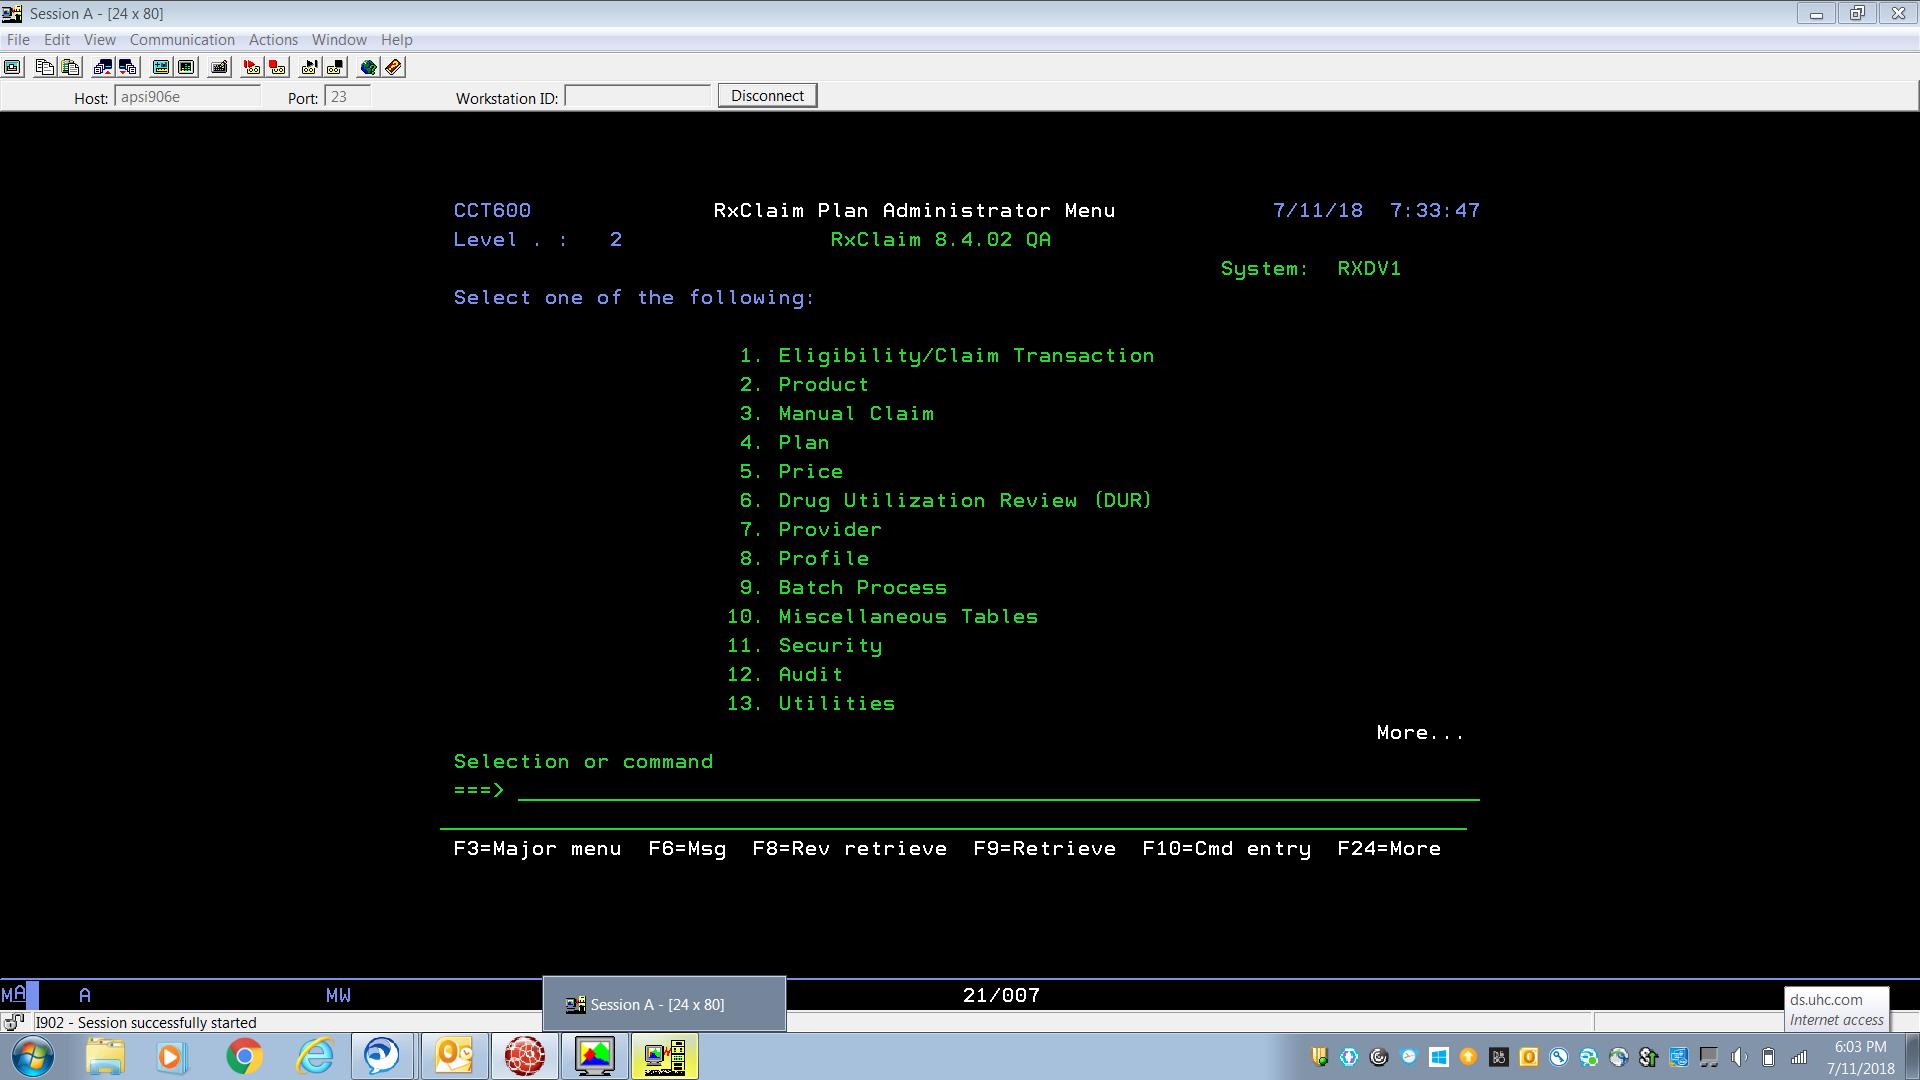 Session A - [24 x 80]
File Edit View Communication Actions Window Help
Host: apsi906e Port: 23 Workstation ID: Disconnect
CCT600 RxClaim Plan Administrator Menu 7/11/18 7:33:47
Level . : 2 RxClaim 8.4.02 QA
System: RXDV1
Select one of the following:
1. Eligibility/Claim Transaction
2. Product
3. Manual Claim
4. Plan
5. Price
6. Drug Utilization Review (DUR)
7. Provider
8. Profile
9. Batch Process
10. Miscellaneous Tables
11. Security
12. Audit
13. Utilities
More...
Selection or command
===>
F3=Major menu F6=Msg F8=Rev retrieve F9=Retrieve F10=Cmd entry F24=More
MA A MW 21/007
Session A - [24 x 80]
ds.uhc.com
Internet access
I902 - Session successfully started
6:03 PM
7/11/2018